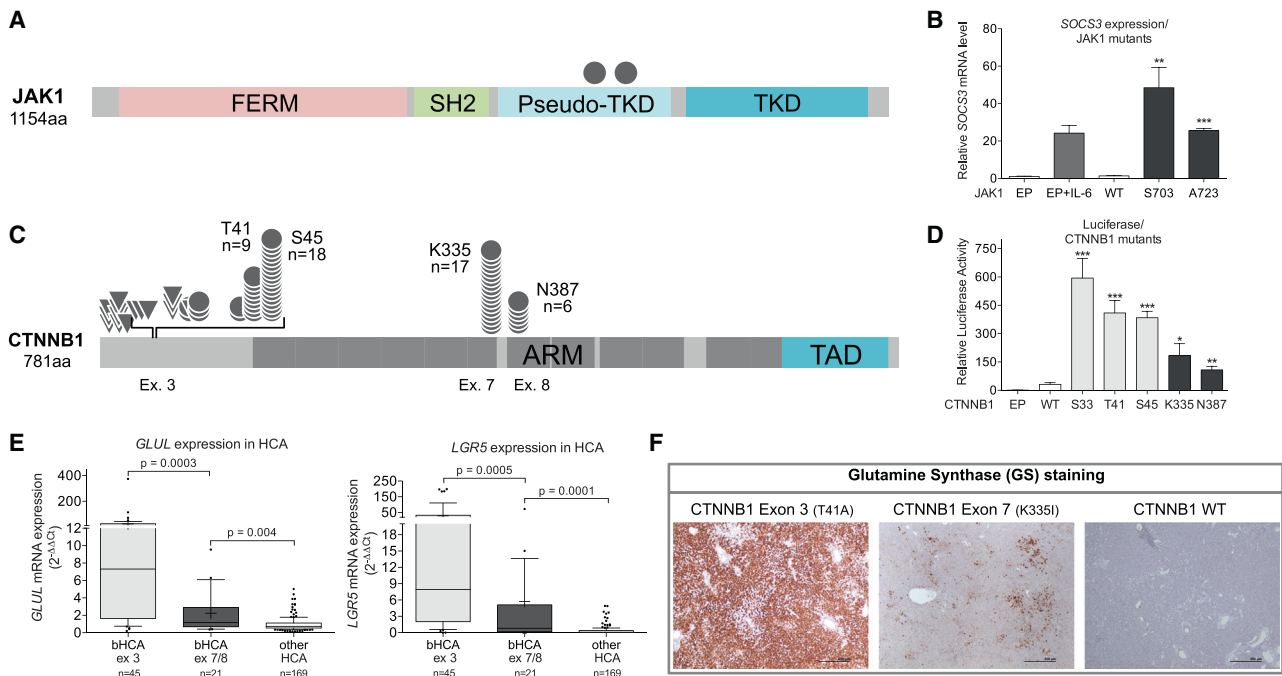 A
JAK1
1154aa
FERM
SH2
Pseudo-TKD
TKD
B
SOCS3 expression/
JAK1 mutants
Relative SOCS3 mRNA level
80
60
40
20
0
JAK1 EP EP+IL-6 WT S703 A723
** ***
C
T41
n=9
S45
n=18
K335
n=17
N387
n=6
CTNNB1
781aa
ARM
TAD
Ex. 3
Ex. 7
Ex. 8
D
Luciferase/
CTNNB1 mutants
Relative Luciferase Activity
750
600
450
300
150
0
*** *** *** * **
CTNNB1 EP WT S33 T41 S45 K335 N387
E
GLUL expression in HCA
GLUL mRNA expression
(2-ΔΔCt)
400
200
12
10
8
6
4
2
0
p = 0.0003
p = 0.004
bHCA bHCA other
ex 3 ex 7/8 HCA
n=45 n=21 n=169
LGR5 expression in HCA
LGR5 mRNA expression
(2-ΔΔCt)
250
150
50
18
15
12
9
6
3
0
p = 0.0005
p = 0.0001
bHCA bHCA other
ex 3 ex 7/8 HCA
n=45 n=21 n=169
F
Glutamine Synthase (GS) staining
CTNNB1 Exon 3 (T41A)
CTNNB1 Exon 7 (K335I)
CTNNB1 WT